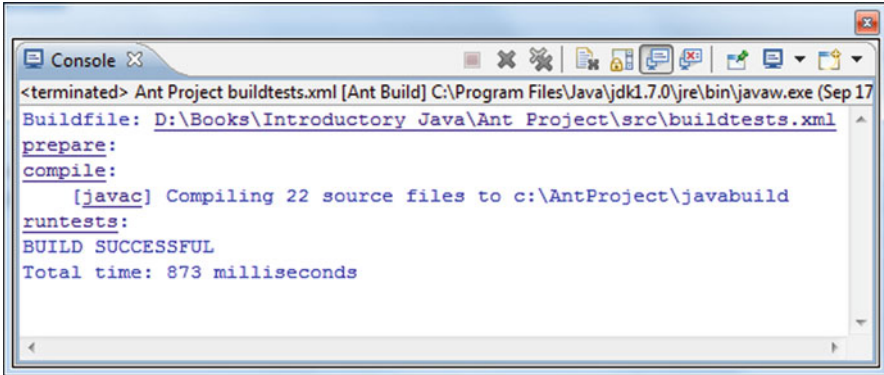 Console
<terminated> Ant Project buildtests.xml [Ant Build] C:\Program Files\Java\jdk1.7.0\jre\bin\javaw.exe (Sep 17
Buildfile: D:\Books\Introductory Java\Ant Project\src\buildtests.xml
prepare:
compile:
[javac] Compiling 22 source files to c:\AntProject\javabuild
runtests:
BUILD SUCCESSFUL
Total time: 873 milliseconds